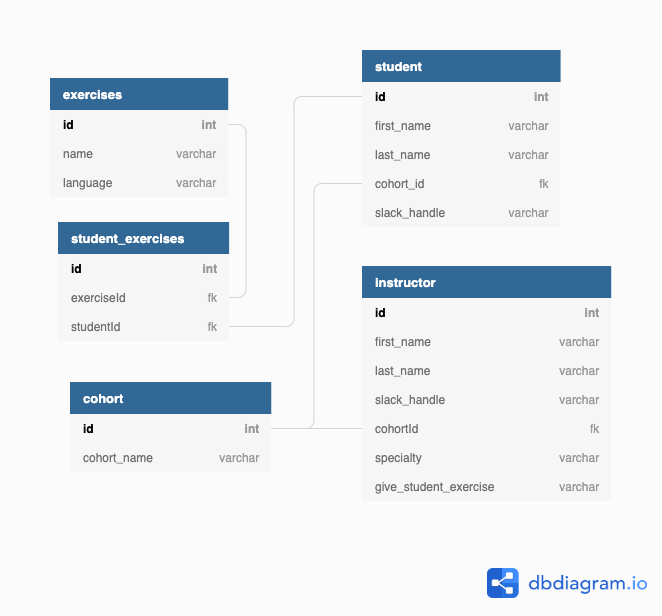 exercises
id int
name varchar
language varchar
student_exercises
id int
exerciseId fk
studentId fk
cohort
id int
cohort_name varchar
student
id int
first_name varchar
last_name varchar
cohort_id fk
slack_handle varchar
instructor
id int
first_name varchar
last_name varchar
slack_handle varchar
cohortId fk
specialty varchar
give_student_exercise varchar
dbdiagram.io